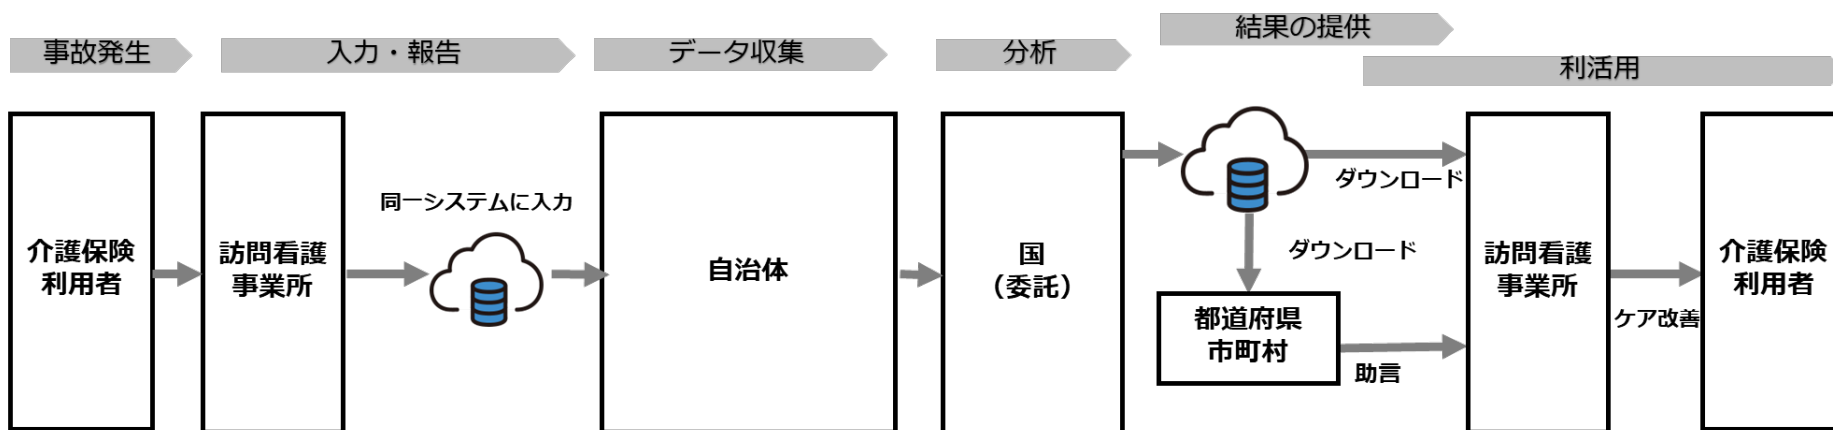 事故発生
入力・報告
データ収集
分析
結果の提供
利活用
介護保険
利用者
訪問看護
事業所
同一システムに入力
自治体
国
（委託）
ダウンロード
ダウンロード
都道府県
市町村
助言
訪問看護
事業所
ケア改善
介護保険
利用者